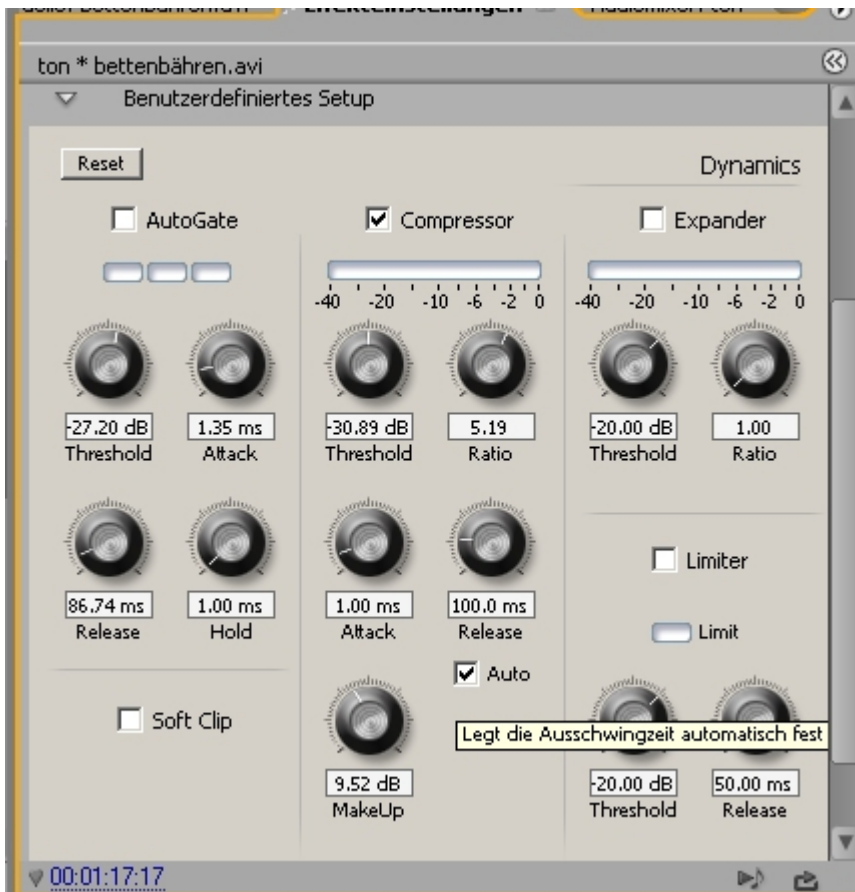 Effekteinstellungen
ton * bettenbähren.avi
Benutzerdefiniertes Setup
Reset
Dynamics
AutoGate
Compressor
Expander
-40 -20 -10 -6 -2 0
-40 -20 -10 -6 -2 0
-27.20 dB
1.35 ms
-30.89 dB
5.19
-20.00 dB
1.00
Threshold
Attack
Threshold
Ratio
Threshold
Ratio
Limiter
86.74 ms
1.00 ms
1.00 ms
100.0 ms
Release
Hold
Attack
Release
Limit
Auto
Soft Clip
Legt die Ausschwingzeit automatisch fest
9.52 dB
-20.00 dB
50.00 ms
MakeUp
Threshold
Release
00:01:17:17